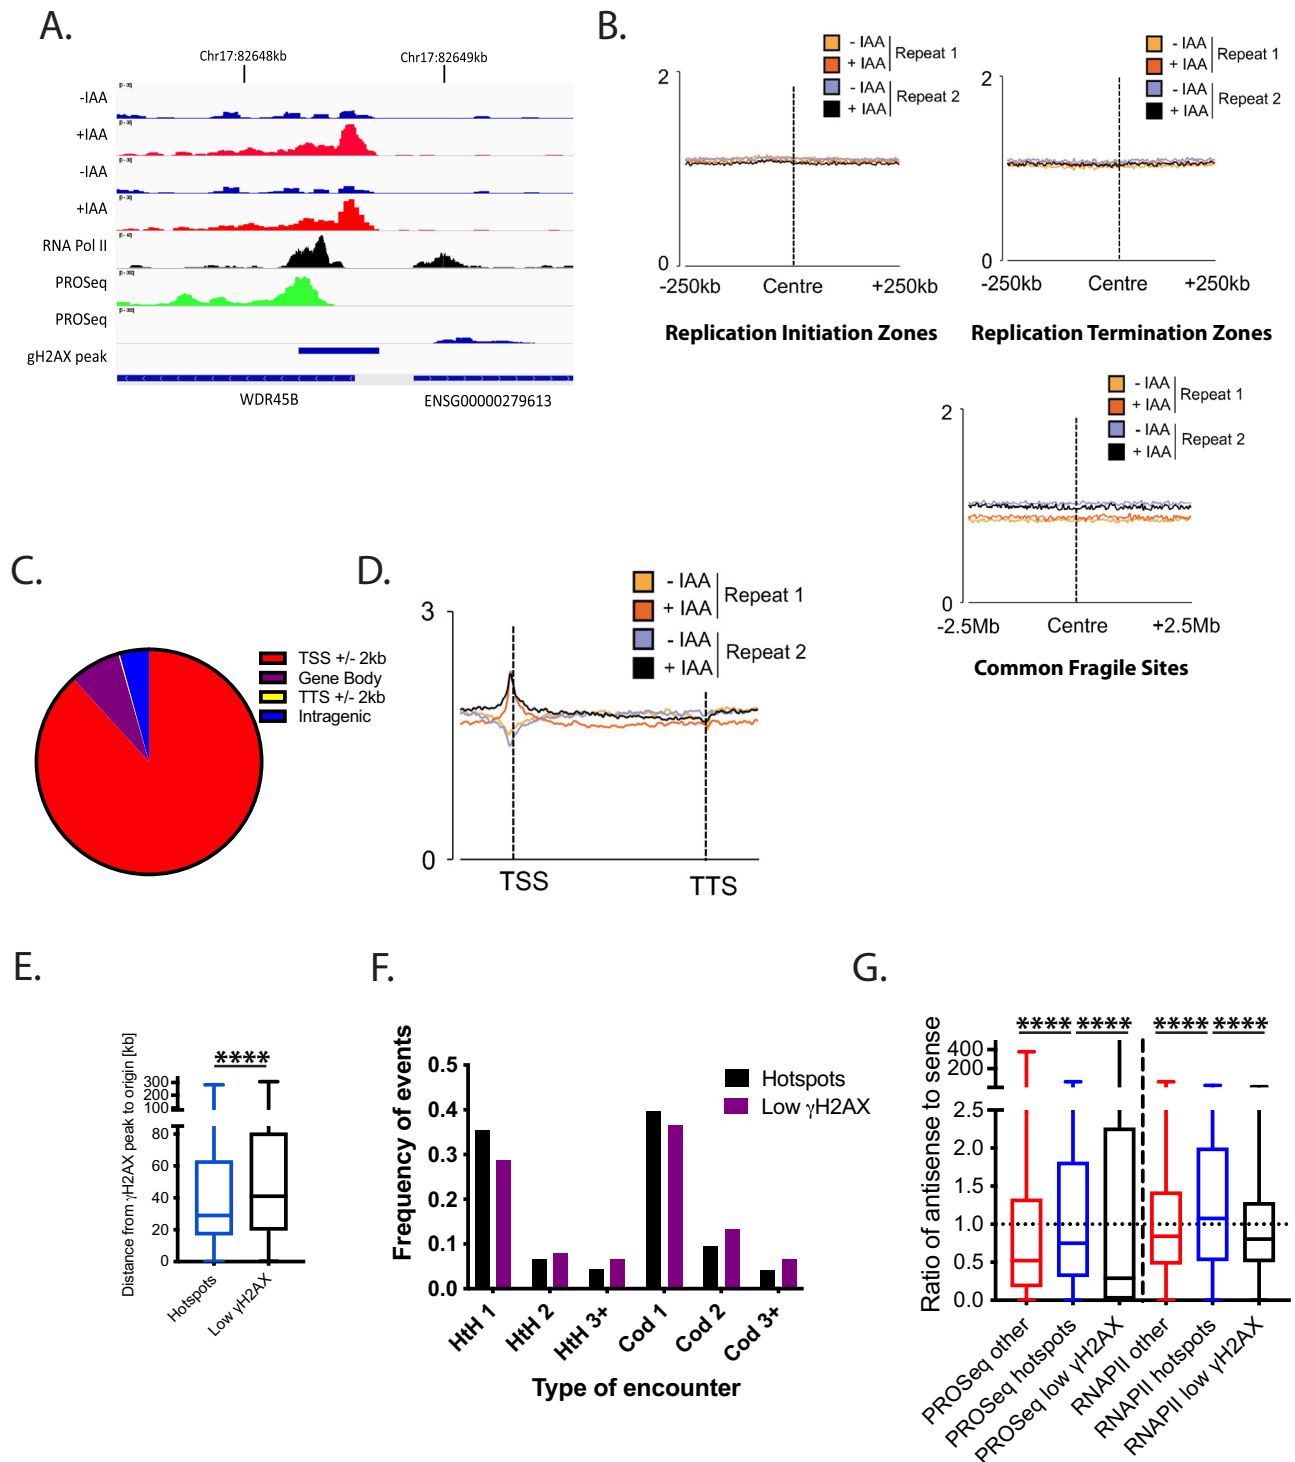 A.
Chr17:82648kb
Chr17:82649kb
-IAA
+IAA
-IAA
+IAA
RNA Pol II
PROSeq
PROSeq
gH2AX peak
WDR45B
ENSG00000279613
B.
- IAA
+ IAA
Repeat 1
- IAA
+ IAA
Repeat 2
2
0
-250kb
Centre
+250kb
Replication Initiation Zones
- IAA
+ IAA
Repeat 1
- IAA
+ IAA
Repeat 2
2
0
-250kb
Centre
+250kb
Replication Termination Zones
- IAA
+ IAA
Repeat 1
- IAA
+ IAA
Repeat 2
2
0
-2.5Mb
Centre
+2.5Mb
Common Fragile Sites
C.
TSS +/- 2kb
Gene Body
TTS +/- 2kb
Intragenic
D.
- IAA
+ IAA
Repeat 1
- IAA
+ IAA
Repeat 2
3
0
TSS
TTS
E.
Distance from γH2AX peak to origin [kb]
300
200
100
80
60
40
20
0
****
Hotspots
Low γH2AX
F.
Frequency of events
0.5
0.4
0.3
0.2
0.1
0.0
Hotspots
Low γH2AX
HtH 1
HtH 2
HtH 3+
Cod 1
Cod 2
Cod 3+
Type of encounter
G.
Ratio of antisense to sense
400
200
0
2.5
2.0
1.5
1.0
0.5
0.0
**** **** **** ****
PROSeq other
PROSeq hotspots
PROSeq low γH2AX
RNAPII other
RNAPII hotspots
RNAPII low γH2AX